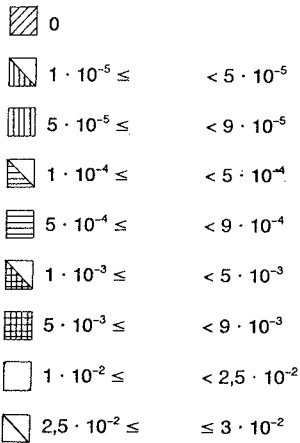 0
1 · 10⁻⁵ ≤ < 5 · 10⁻⁵
5 · 10⁻⁵ ≤ < 9 · 10⁻⁵
1 · 10⁻⁴ ≤ < 5 · 10⁻⁴
5 · 10⁻⁴ ≤ < 9 · 10⁻⁴
1 · 10⁻³ ≤ < 5 · 10⁻³
5 · 10⁻³ ≤ < 9 · 10⁻³
1 · 10⁻² ≤ < 2,5 · 10⁻²
2,5 · 10⁻² ≤ ≤ 3 · 10⁻²